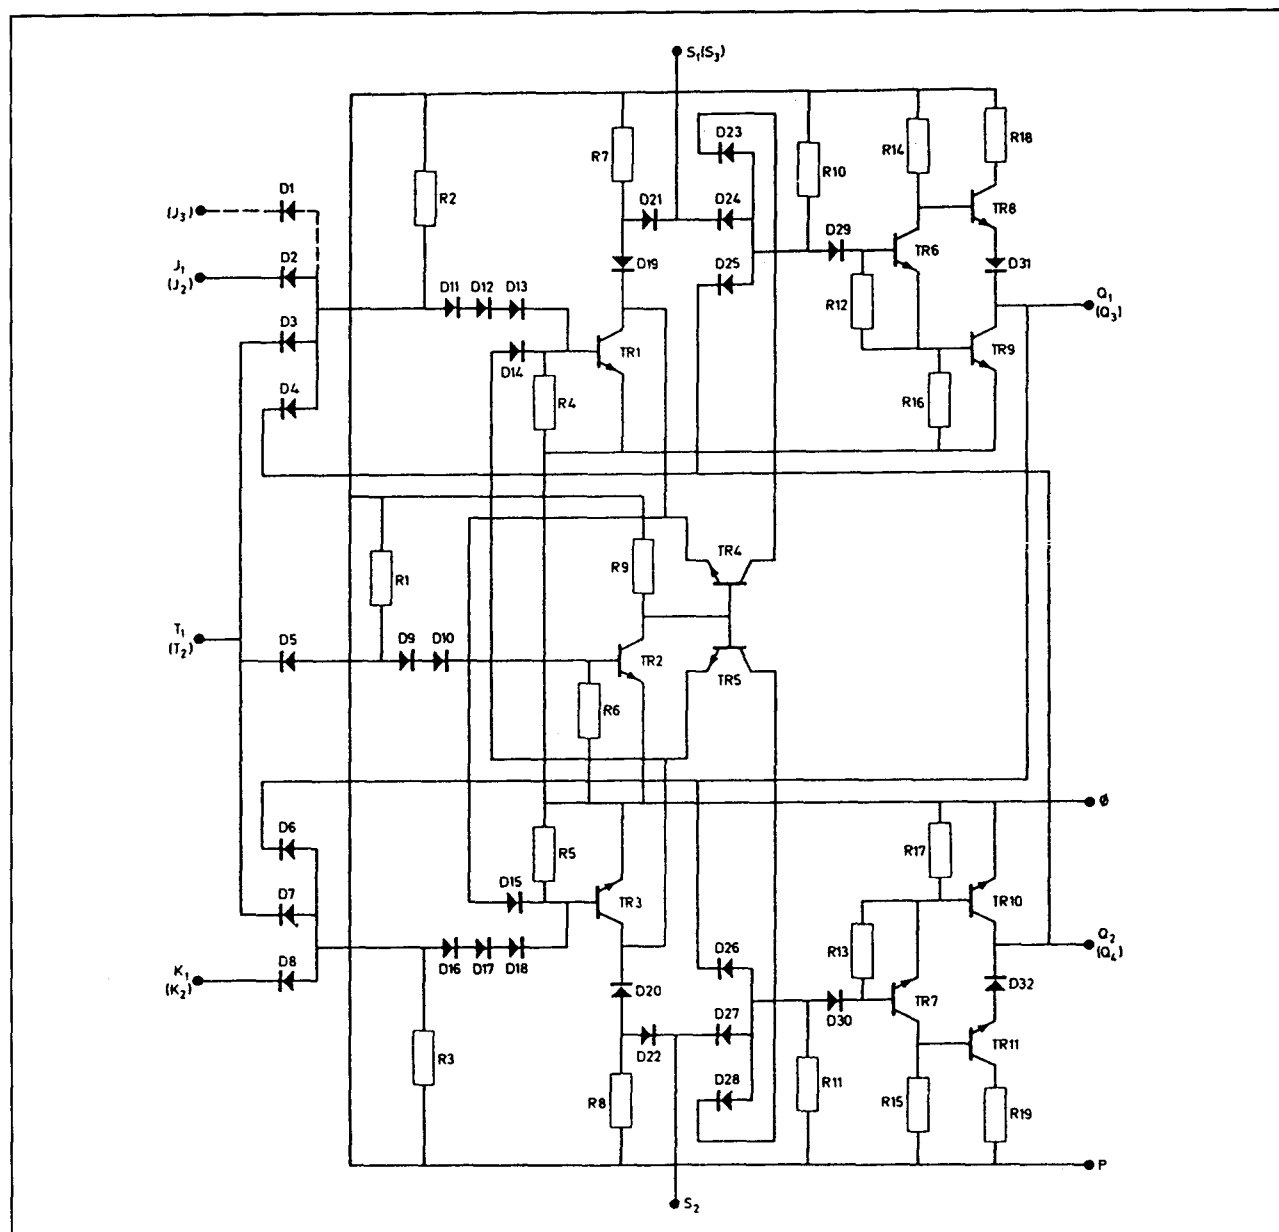 S₁(S₃)
D23
R7
R10
R14
R18
D1
(J₃)
R2
D21
D24
TR8
J₁
(J₂)
D2
D29
TR6
D19
D25
D31
D11
D12
D13
R12
Q₁
(Q₃)
D3
D14
TR1
TR9
D4
R4
R16
R1
R9
TR4
T₁
(T₂)
D5
D9
D10
TR2
TR5
R6
D6
R5
R17
ø
D7
D15
TR3
TR10
D8
D16
D17
D18
D26
R13
Q₂
(Q₄)
K₁
(K₂)
D20
D30
TR7
D32
D27
R3
D22
TR11
R8
D28
R11
R15
R19
P
S₂